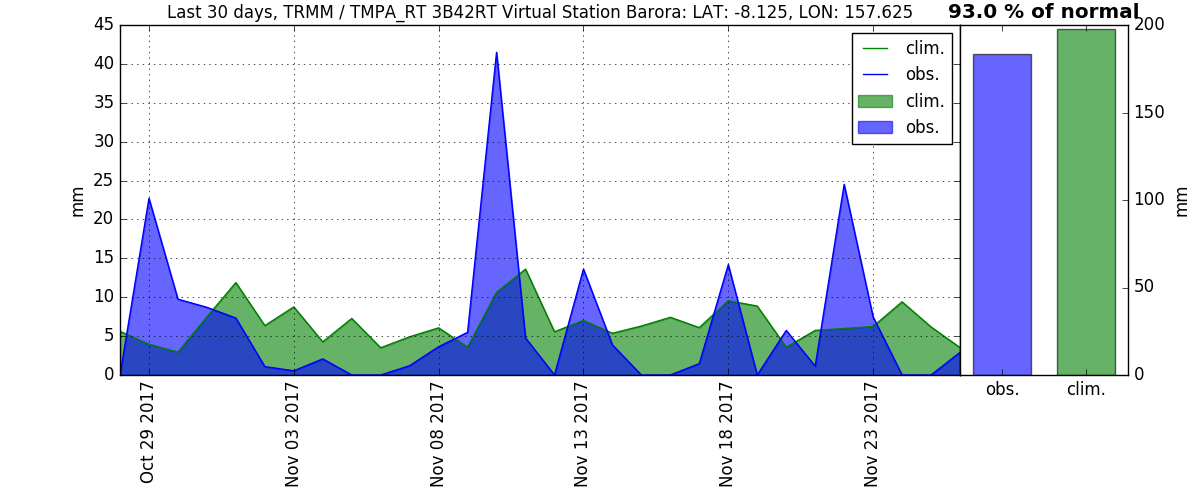 Last 30 days, TRMM / TMPA_RT 3B42RT Virtual Station Barora: LAT: -8.125, LON: 157.625
93.0 % of normal
45
40
35
30
25
20
15
10
5
0
mm
clim.
obs.
clim.
obs.
200
150
100
50
0
mm
obs.
clim.
Oct 29 2017
Nov 03 2017
Nov 08 2017
Nov 13 2017
Nov 18 2017
Nov 23 2017